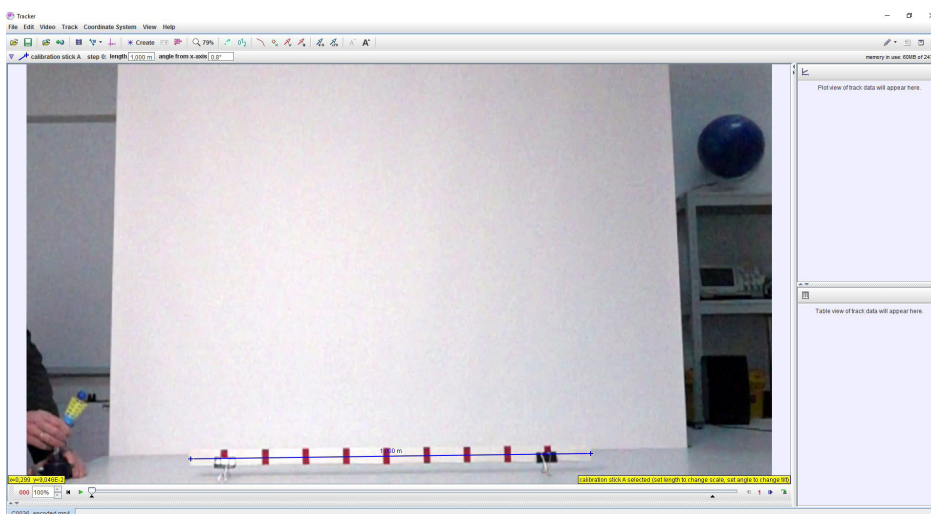 Tracker
File Edit Video Track Coordinate System View Help
Create 79%
calibration stick A step 0: length 1,000 m angle from x-axis 0,8°
memory in use: 60MB of 247
Plot view of track data will appear here.
1,000 m
Table view of track data will appear here.
x=0,299 y=9,046E-2
calibration stick A selected (set length to change scale, set angle to change tilt)
000 100% 1